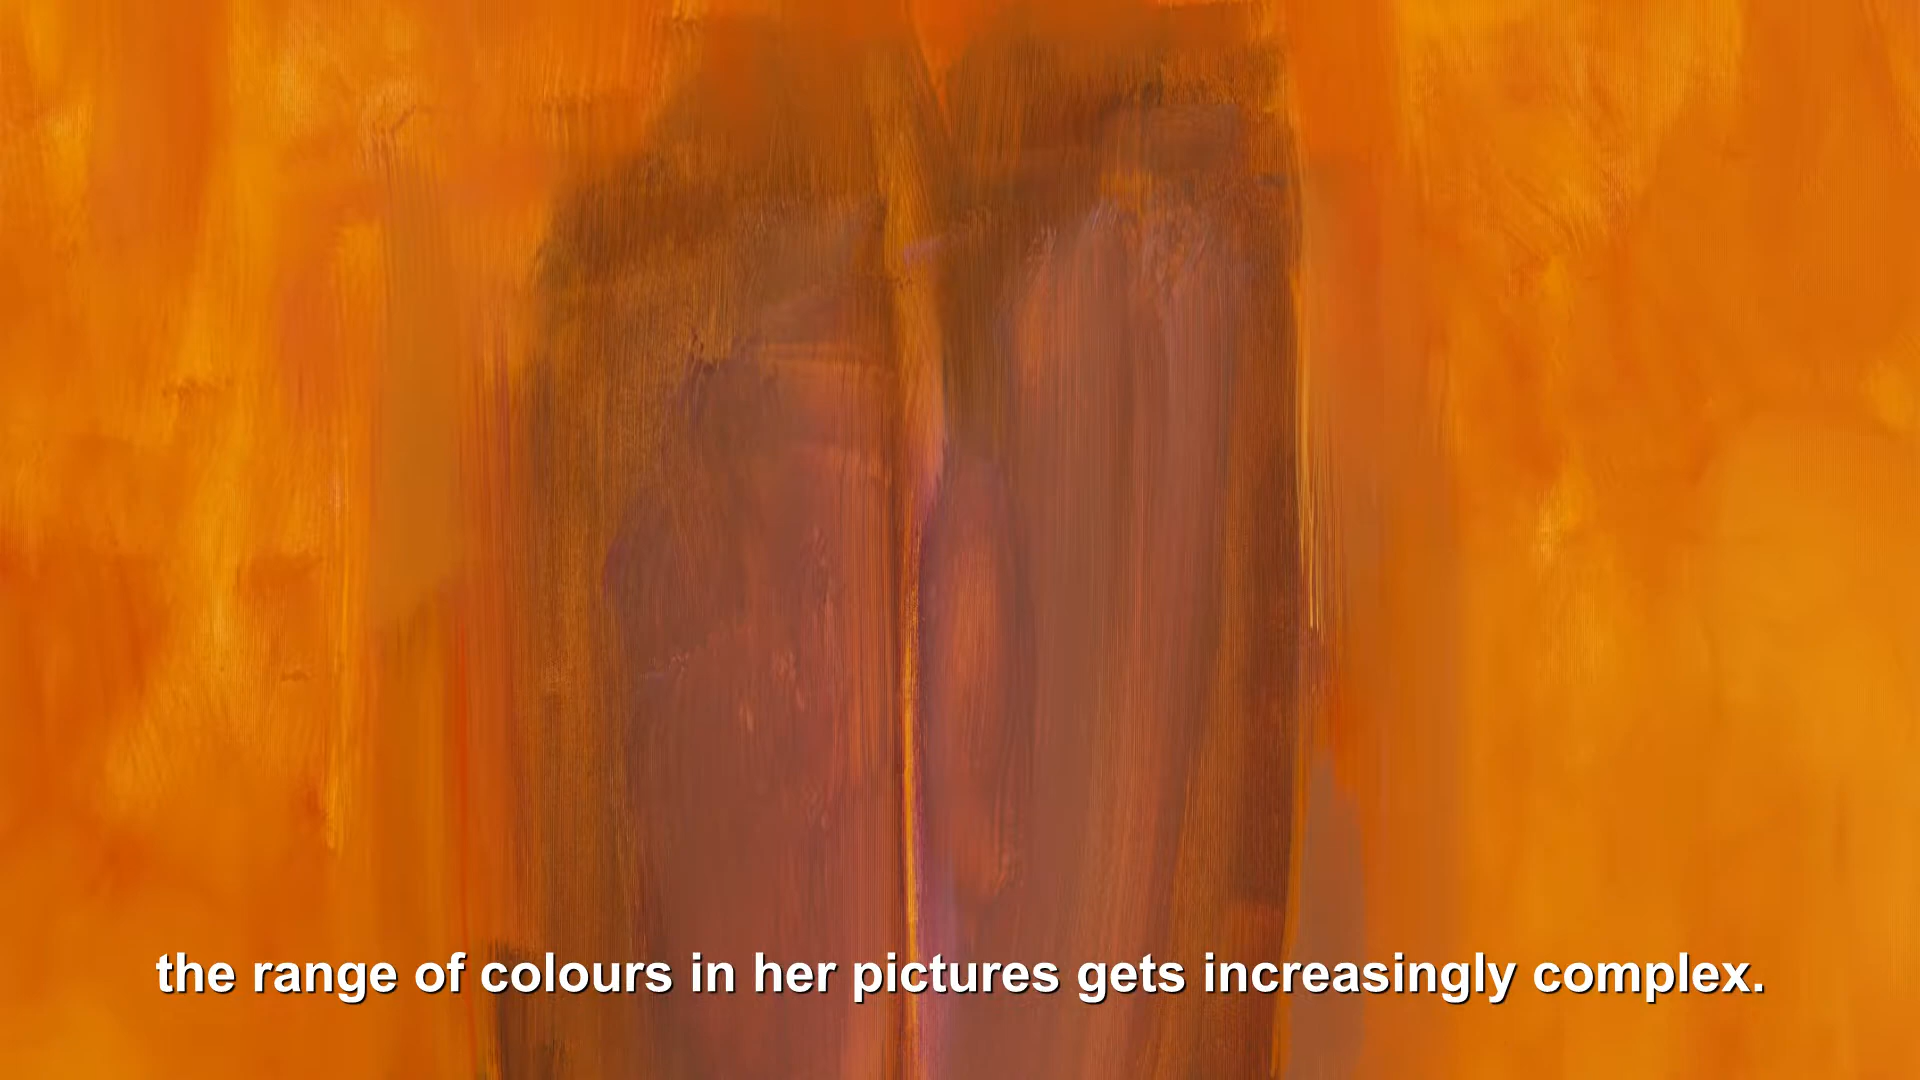 the range of colours in her pictures gets increasingly complex.